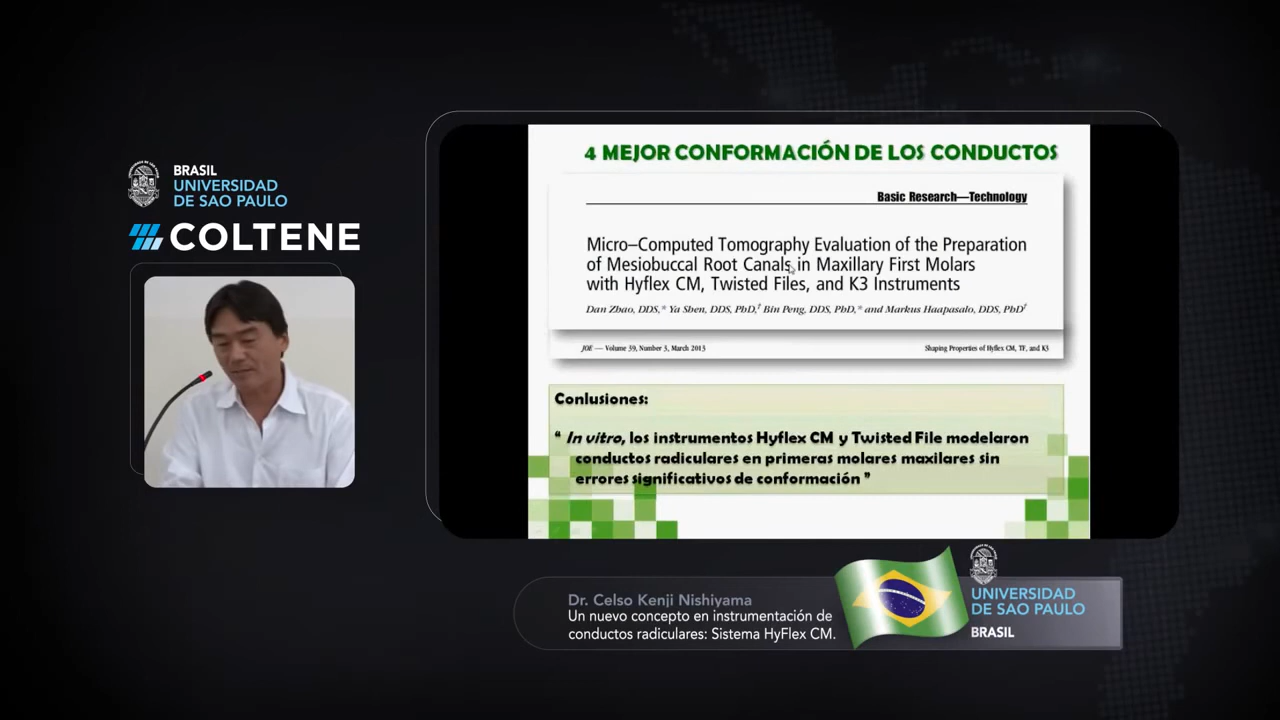 BRASIL
UNIVERSIDAD
DE SAO PAULO
COLTENE
4 MEJOR CONFORMACIÓN DE LOS CONDUCTOS
Basic Research—Technology
Micro–Computed Tomography Evaluation of the Preparation
of Mesiobuccal Root Canals in Maxillary First Molars
with Hyflex CM, Twisted Files, and K3 Instruments
Dan Zhao, DDS,* Ya Shen, DDS, PhD,† Bin Peng, DDS, PhD,* and Markus Haapasalo, DDS, PhD†
JOE — Volume 39, Number 3, March 2013
Shaping Properties of Hyflex CM, TF, and K3
Conlusiones:
“ In vitro, los instrumentos Hyflex CM y Twisted File modelaron
conductos radiculares en primeras molares maxilares sin
errores significativos de conformación ”
Dr. Celso Kenji Nishiyama
Un nuevo concepto en instrumentación de
conductos radiculares: Sistema HyFlex CM.
UNIVERSIDAD
DE SAO PAULO
BRASIL